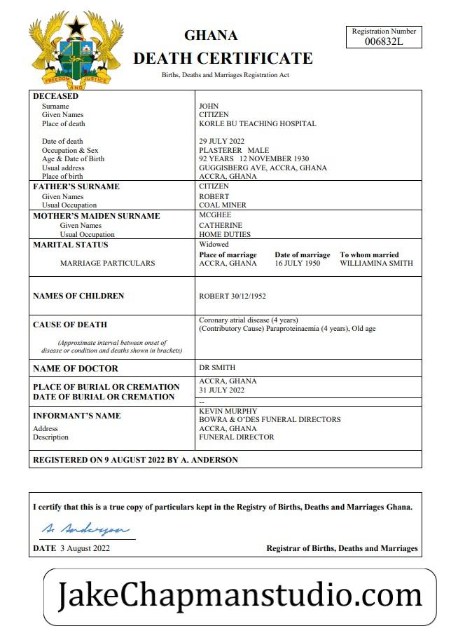 GHANA
DEATH CERTIFICATE
Births, Deaths and Marriages Registration Act
Registration Number
006832L
FREEDOM AND JUSTICE
DECEASED
Surname JOHN
Given Names CITIZEN
Place of death KORLE BU TEACHING HOSPITAL
Date of death 29 JULY 2022
Occupation & Sex PLASTERER MALE
Age & Date of Birth 92 YEARS 12 NOVEMBER 1930
Usual address GUGGISBERG AVE, ACCRA, GHANA
Place of birth ACCRA, GHANA
FATHER'S SURNAME CITIZEN
Given Names ROBERT
Usual Occupation COAL MINER
MOTHER'S MAIDEN SURNAME MCGHEE
Given Names CATHERINE
Usual Occupation HOME DUTIES
MARITAL STATUS Widowed
Place of marriage Date of marriage To whom married
MARRIAGE PARTICULARS ACCRA, GHANA 16 JULY 1950 WILLIAMINA SMITH
NAMES OF CHILDREN ROBERT 30/12/1952
Coronary atrial disease (4 years)
CAUSE OF DEATH (Contributory Cause) Paraproteinaemia (4 years), Old age
(Approximate interval between onset of
disease or condition and deaths shown in brackets)
NAME OF DOCTOR DR SMITH
PLACE OF BURIAL OR CREMATION ACCRA, GHANA
DATE OF BURIAL OR CREMATION 31 JULY 2022
--
INFORMANT'S NAME KEVIN MURPHY
BOWRA & O'DES FUNERAL DIRECTORS
Address ACCRA, GHANA
Description FUNERAL DIRECTOR
REGISTERED ON 9 AUGUST 2022 BY A. ANDERSON
I certify that this is a true copy of particulars kept in the Registry of Births, Deaths and Marriages Ghana.
A. Anderson
DATE 3 August 2022 Registrar of Births, Deaths and Marriages
JakeChapmanstudio.com